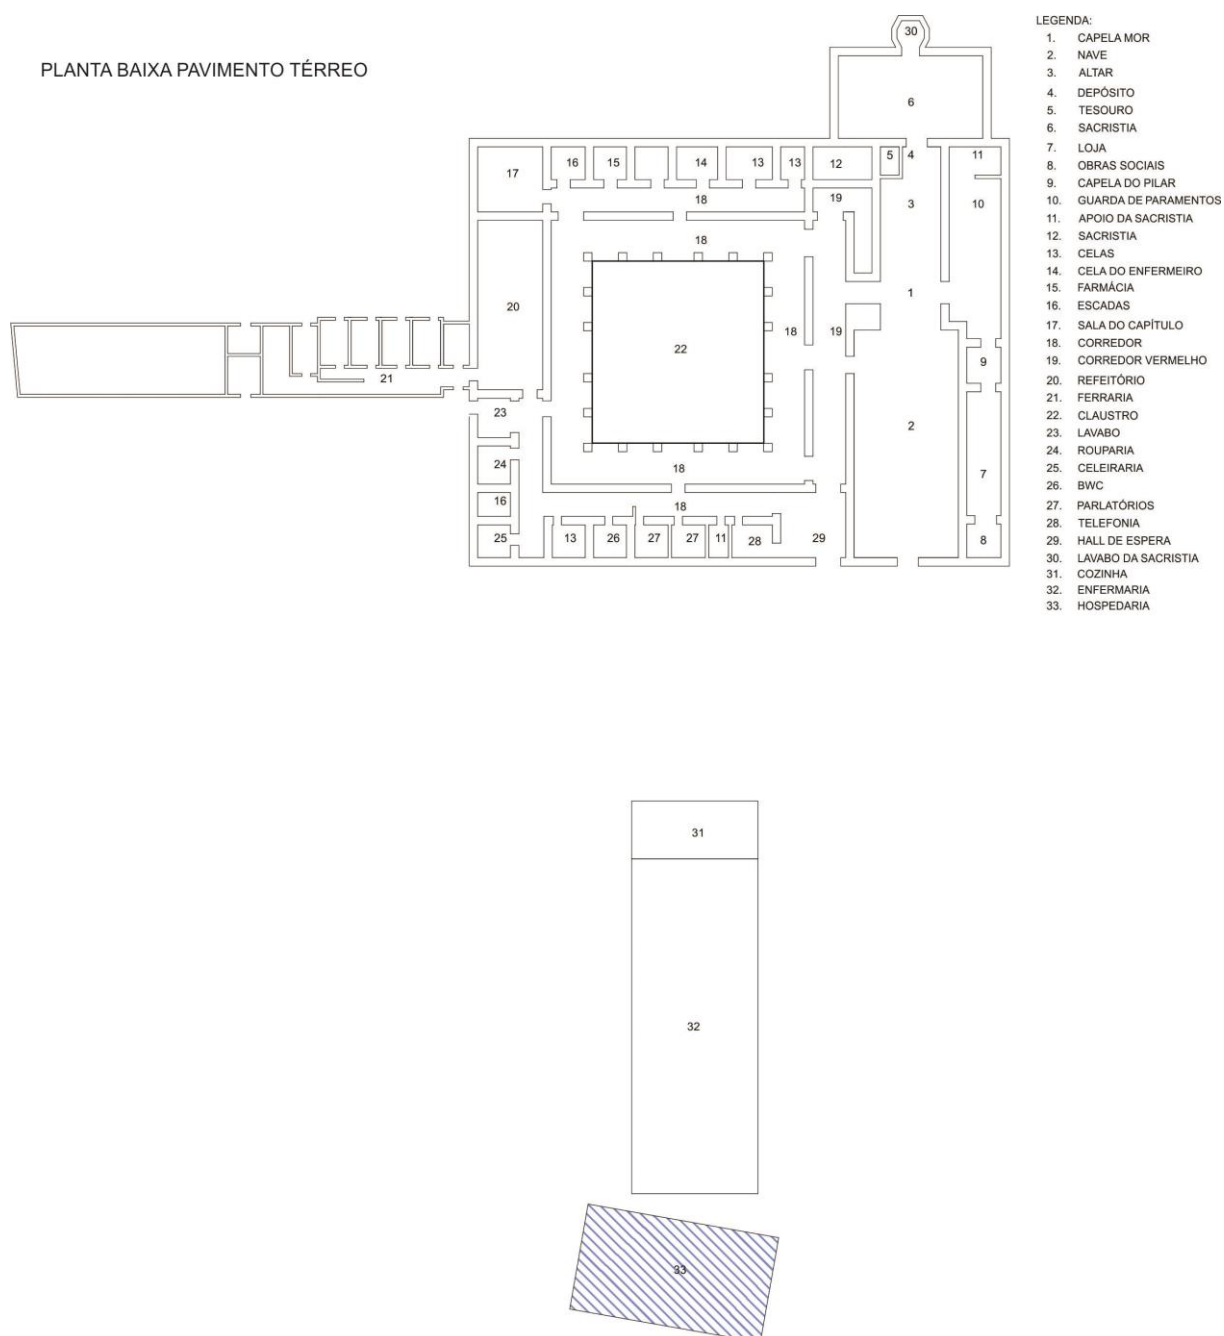 PLANTA BAIXA PAVIMENTO TÉRREO
LEGENDA:
1. CAPELA MOR
2. NAVE
3. ALTAR
4. DEPÓSITO
5. TESOURO
6. SACRISTIA
7. LOJA
8. OBRAS SOCIAIS
9. CAPELA DO PILAR
10. GUARDA DE PARAMENTOS
11. APOIO DA SACRISTIA
12. SACRISTIA
13. CELAS
14. CELA DO ENFERMEIRO
15. FARMÁCIA
16. ESCADAS
17. SALA DO CAPÍTULO
18. CORREDOR
19. CORREDOR VERMELHO
20. REFEITÓRIO
21. FERRARIA
22. CLAUSTRO
23. LAVABO
24. ROUPARIA
25. CELEIRARIA
26. BWC
27. PARLATÓRIOS
28. TELEFONIA
29. HALL DE ESPERA
30. LAVABO DA SACRISTIA
31. COZINHA
32. ENFERMARIA
33. HOSPEDARIA
30
6
17 16 15 14 13 13 12 5 4 11
18 19 3 10
18
20 1
22 18 19
9
21
23 2
24 18 7
16 18
25 13 26 27 27 11 28 29 8
31
32
33